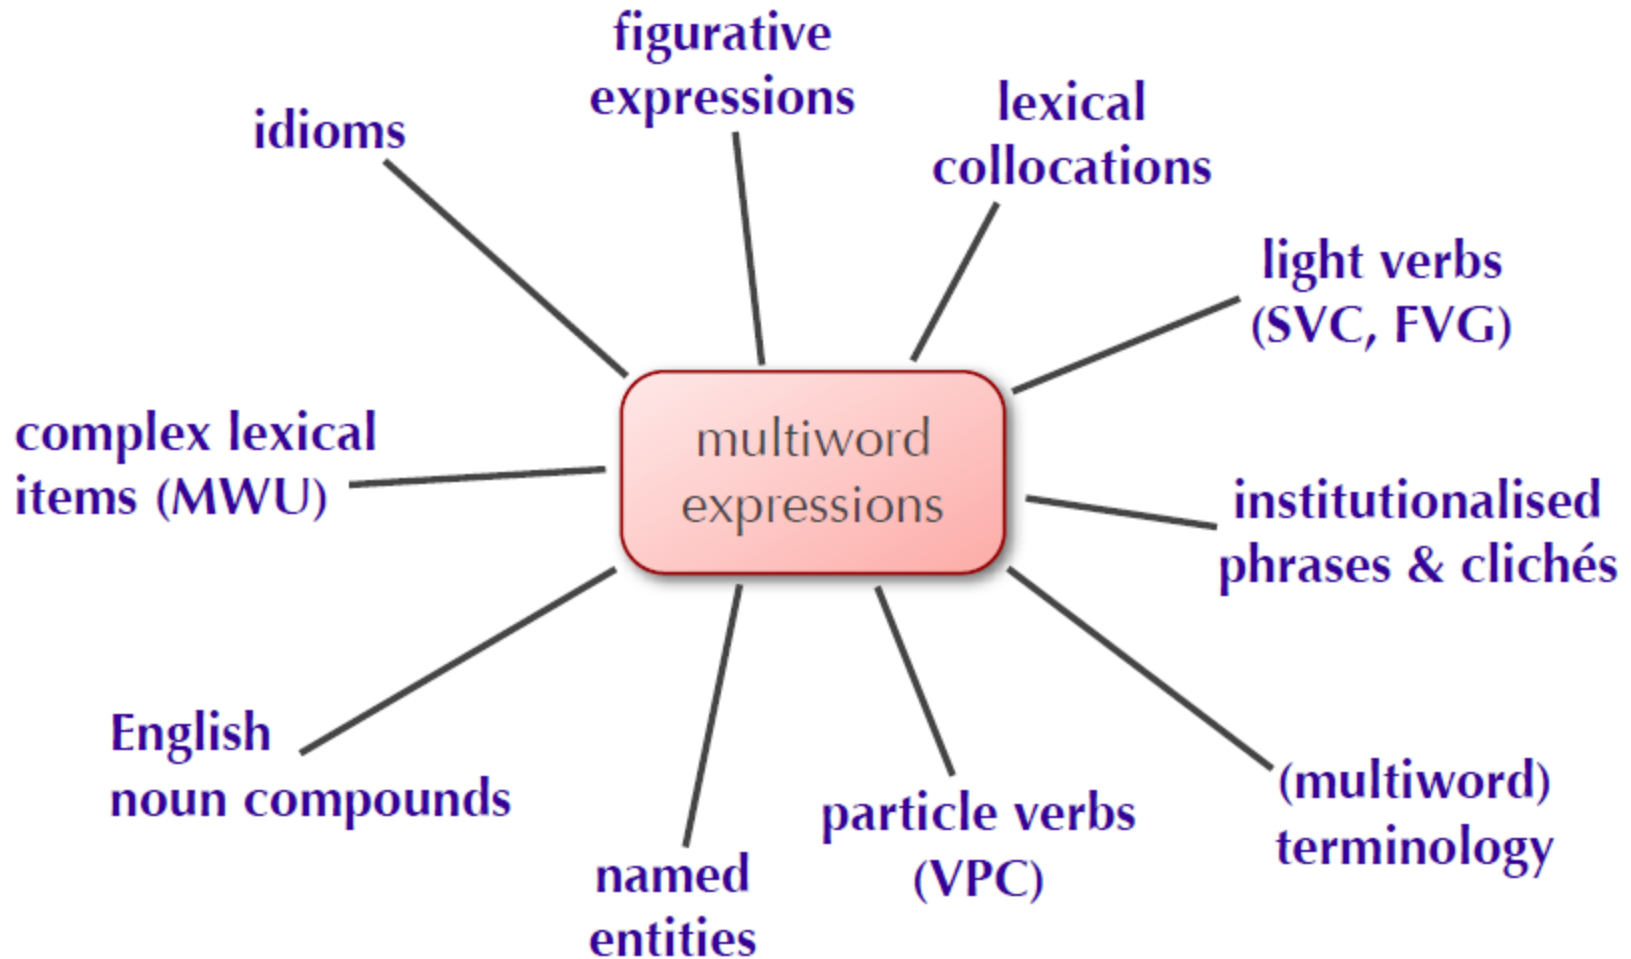 figurative
expressions
idioms
lexical
collocations
light verbs
(SVC, FVG)
complex lexical
items (MWU)
multiword
expressions
institutionalised
phrases & clichés
English
noun compounds
named
entities
particle verbs
(VPC)
(multiword)
terminology